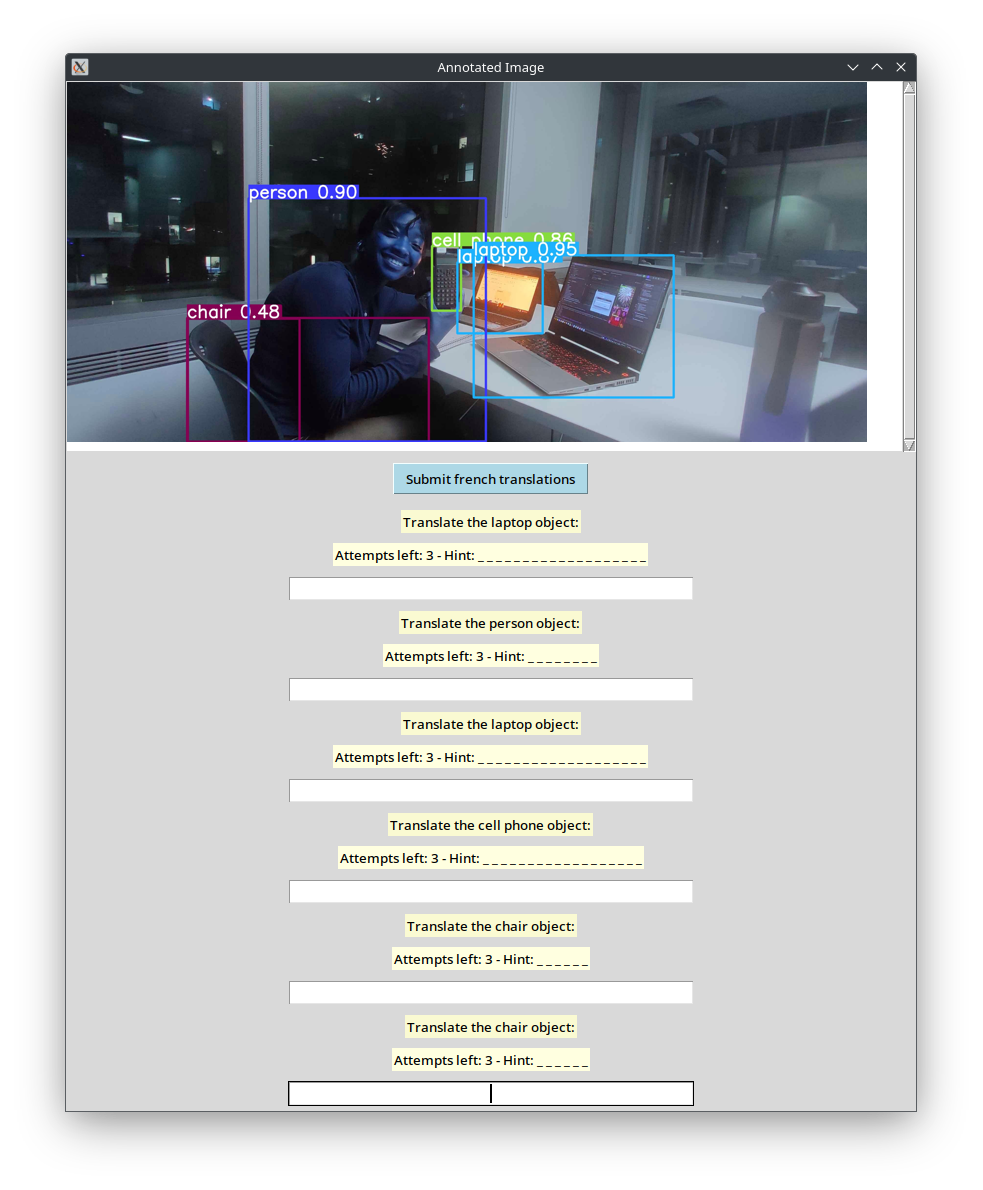 Annotated Image
person 0.90
cell phone 0.86
laptop 0.95
laptop 0.87
chair 0.48
Submit french translations
Translate the laptop object:
Attempts left: 3 - Hint: _ _ _ _ _ _ _ _ _ _ _ _ _ _ _ _ _ _ _
Translate the person object:
Attempts left: 3 - Hint: _ _ _ _ _ _ _ _
Translate the laptop object:
Attempts left: 3 - Hint: _ _ _ _ _ _ _ _ _ _ _ _ _ _ _ _ _ _ _
Translate the cell phone object:
Attempts left: 3 - Hint: _ _ _ _ _ _ _ _ _ _ _ _ _ _ _ _ _ _
Translate the chair object:
Attempts left: 3 - Hint: _ _ _ _ _ _
Translate the chair object:
Attempts left: 3 - Hint: _ _ _ _ _ _